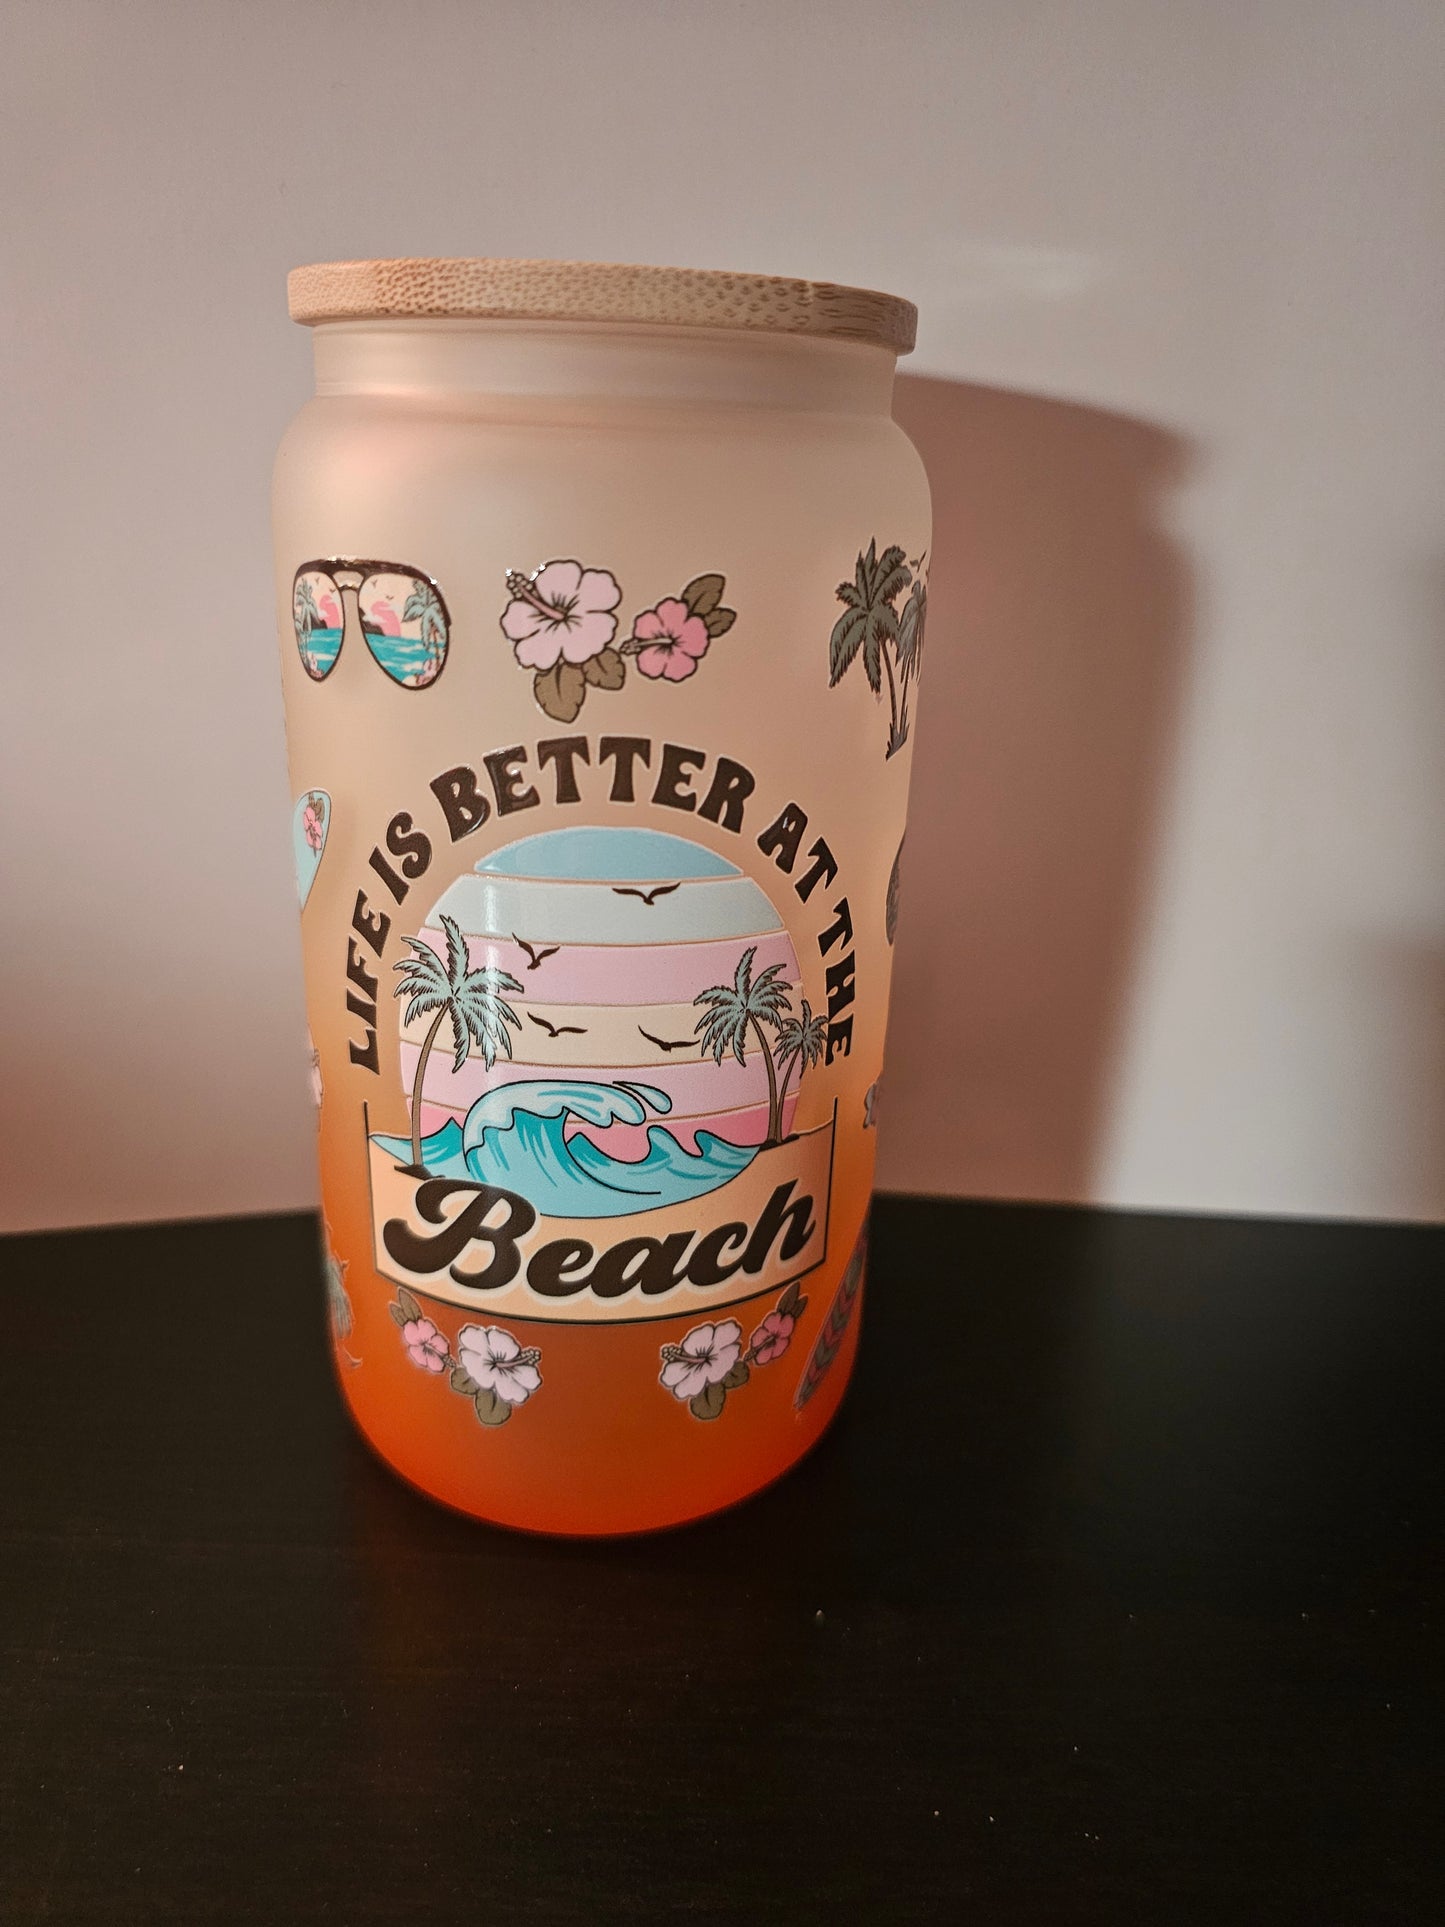 LIFE IS BETTER AT THE
Beach